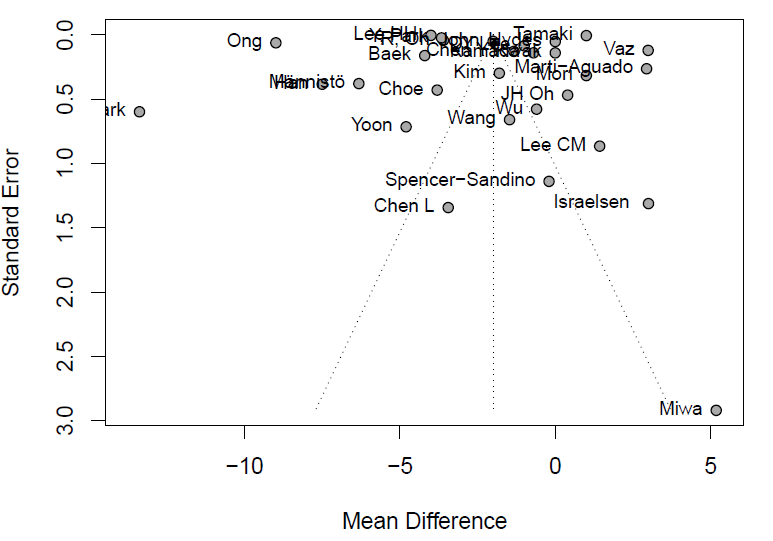 0.0
0.5
1.0
1.5
2.0
2.5
3.0
Standard Error
Tamaki
Ong
Vaz
Baek
Kim
Marti−Aguado
Mori
Männistö
Choe
JH Oh
Wu
ark
Wang
Yoon
Lee CM
Spencer−Sandino
Israelsen
Chen L
Miwa
−10
−5
0
5
Mean Difference